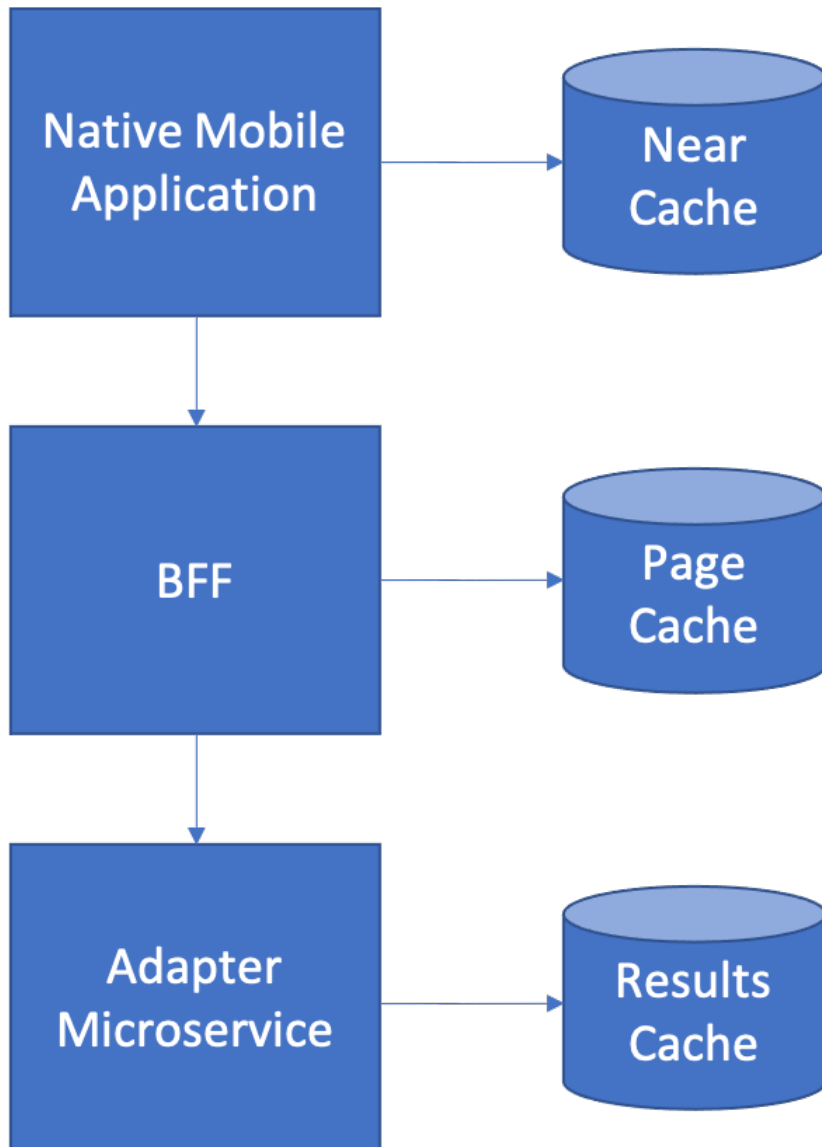 Native Mobile
Application
Near
Cache
BFF
Page
Cache
Adapter
Microservice
Results
Cache